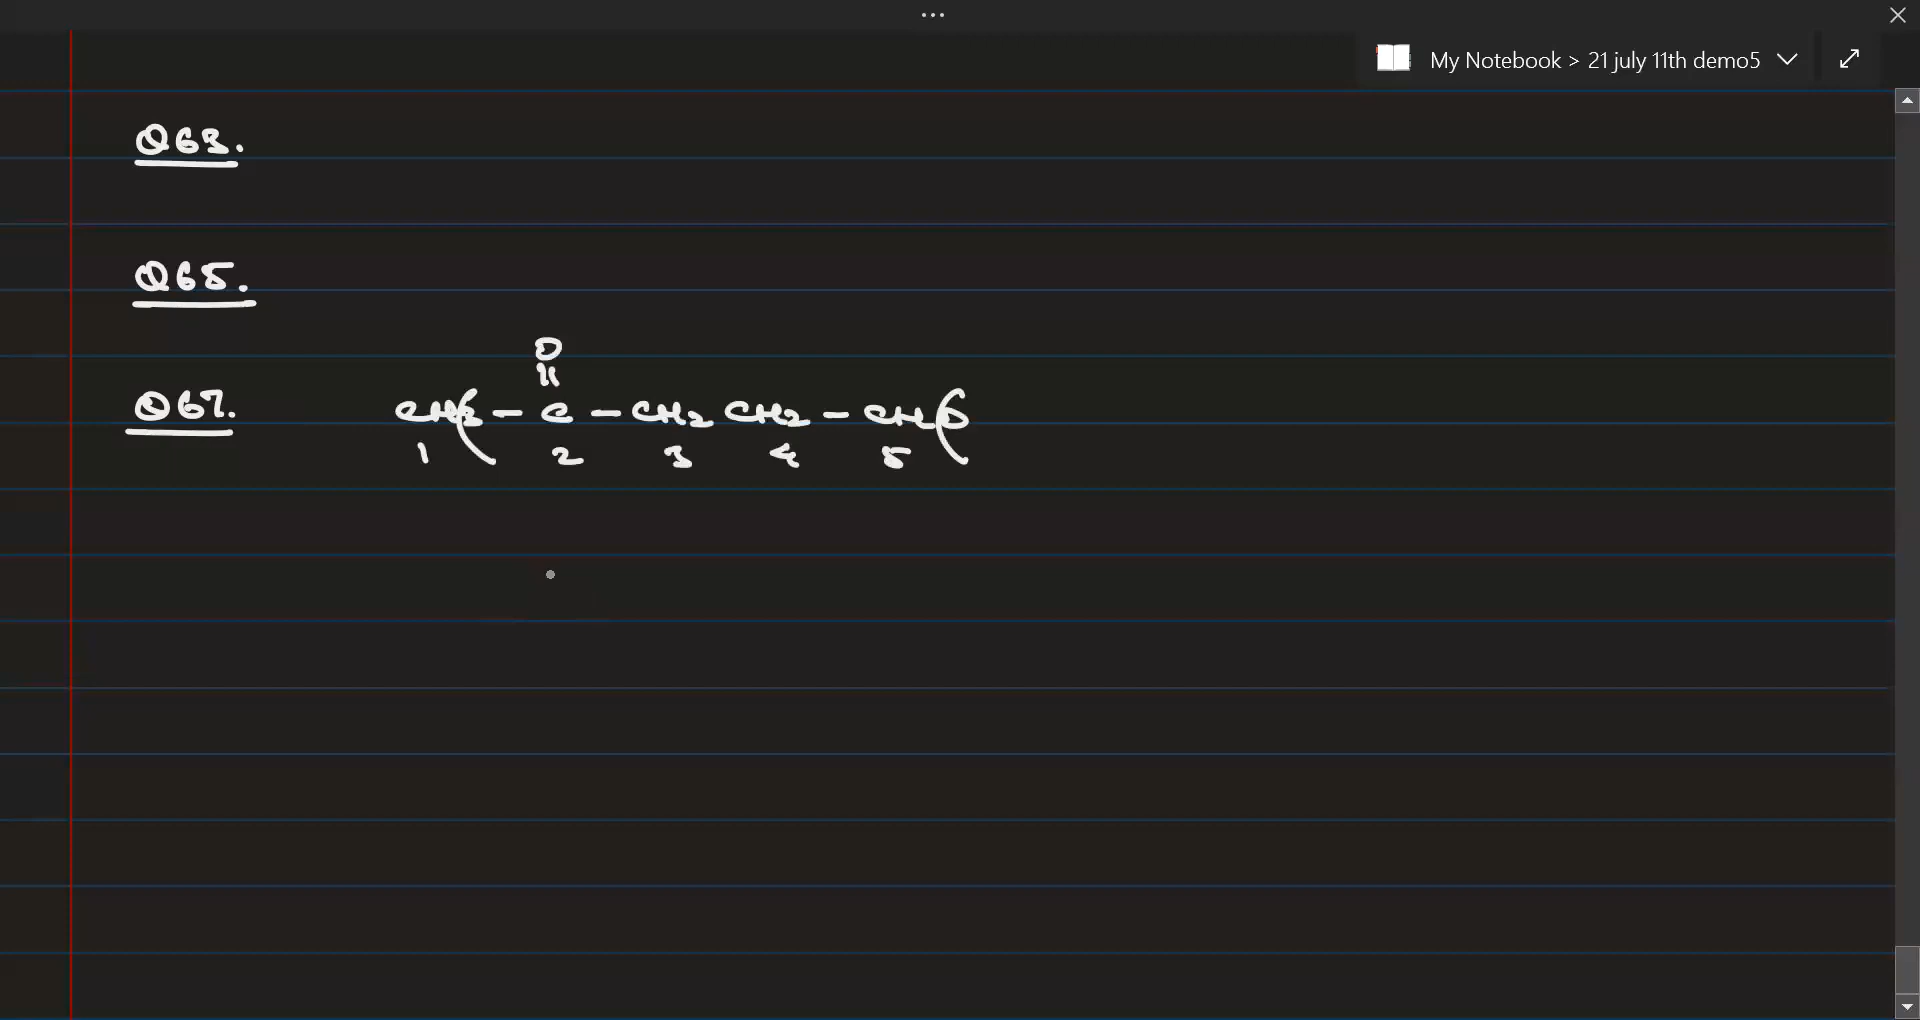 ...
My Notebook > 21 july 11th demo5
Q63.
Q65.
O
Q67. CH3 - C - CH2 CH2 - CH3
1 2 3 4 5